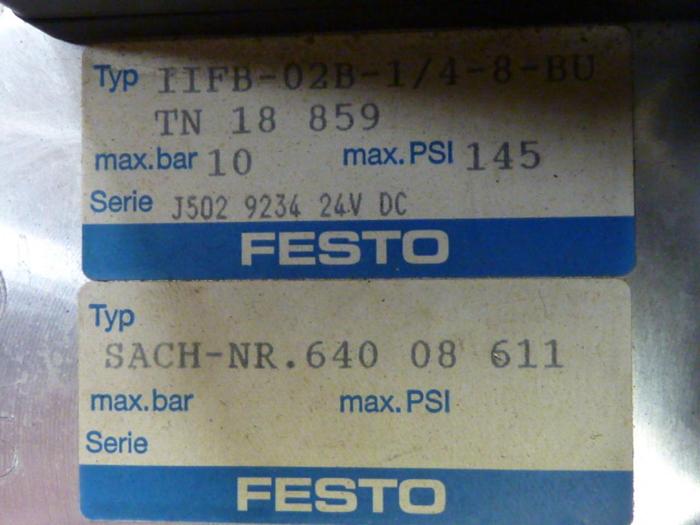 Typ IIFB-02B-1/4-8-BU
TN 18 859
max.bar 10 max.PSI 145
Serie J502 9234 24V DC
FESTO
Typ
SACH-NR.640 08 611
max.bar max.PSI
Serie
FESTO